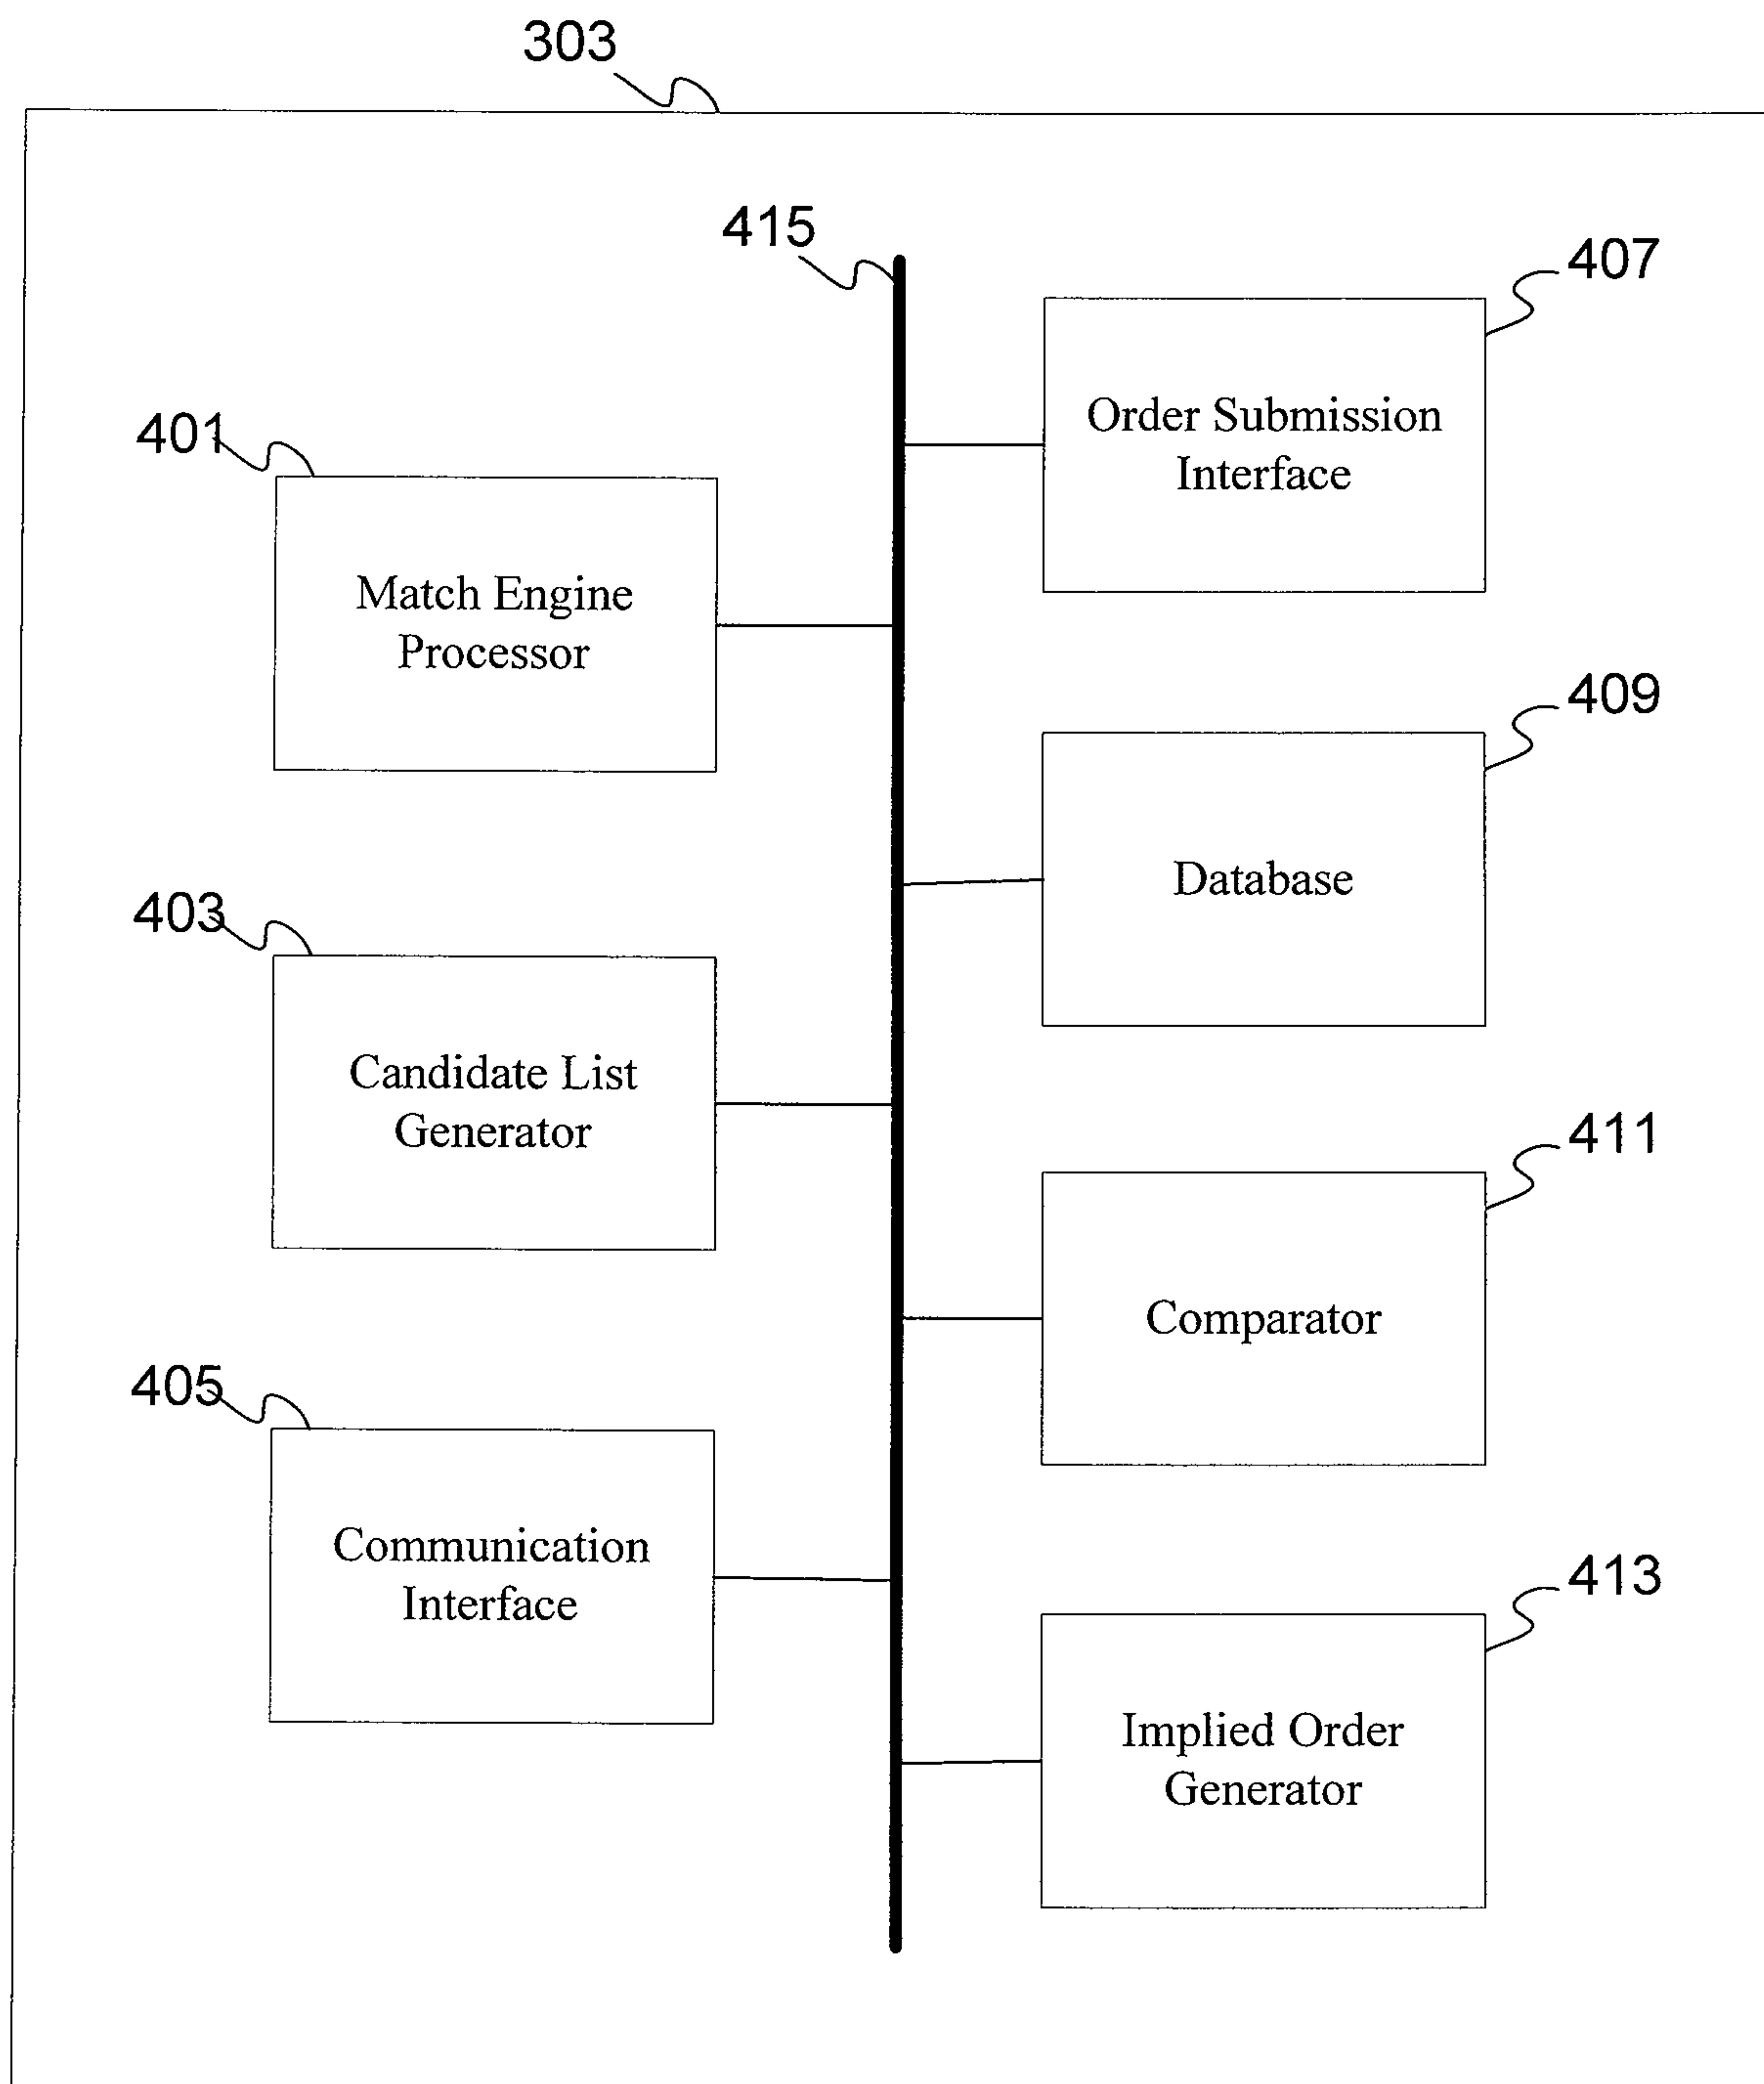 303
415
407
Order Submission
Interface
401
Match Engine
Processor
409
Database
403
Candidate List
Generator
411
Comparator
405
Communication
Interface
413
Implied Order
Generator